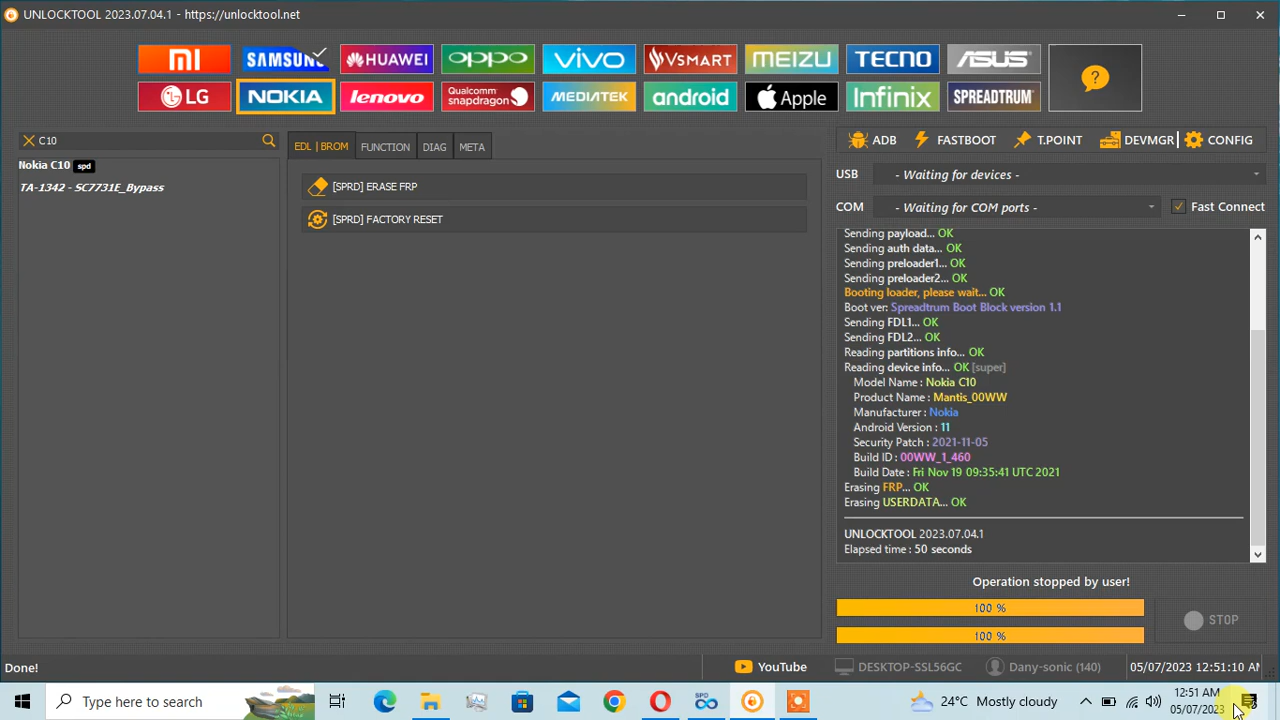 UNLOCKTOOL 2023.07.04.1 - https://unlocktool.net
MI SAMSUNG HUAWEI OPPO VIVO VSMART MEIZU TECNO ASUS ?
LG NOKIA lenovo Qualcomm snapdragon MEDIATEK android Apple Infinix SPREADTRUM
C10
EDL | BROM FUNCTION DIAG META
ADB FASTBOOT T.POINT DEVMGR CONFIG
Nokia C10 spd
TA-1342 - SC7731E_Bypass
[SPRD] ERASE FRP
[SPRD] FACTORY RESET
USB - Waiting for devices -
COM - Waiting for COM ports - Fast Connect
Sending payload... OK
Sending auth data... OK
Sending preloader1... OK
Sending preloader2... OK
Booting loader, please wait... OK
Boot ver: Spreadtrum Boot Block version 1.1
Sending FDL1... OK
Sending FDL2... OK
Reading partitions info... OK
Reading device info... OK [super]
Model Name : Nokia C10
Product Name : Mantis_00WW
Manufacturer : Nokia
Android Version : 11
Security Patch : 2021-11-05
Build ID : 00WW_1_460
Build Date : Fri Nov 19 09:35:41 UTC 2021
Erasing FRP... OK
Erasing USERDATA... OK
UNLOCKTOOL 2023.07.04.1
Elapsed time : 50 seconds
Operation stopped by user!
100 %
100 %
STOP
Done! YouTube DESKTOP-SSL56GC Dany-sonic (140) 05/07/2023 12:51:10 AM
Type here to search SPD 24°C Mostly cloudy 12:51 AM
05/07/2023